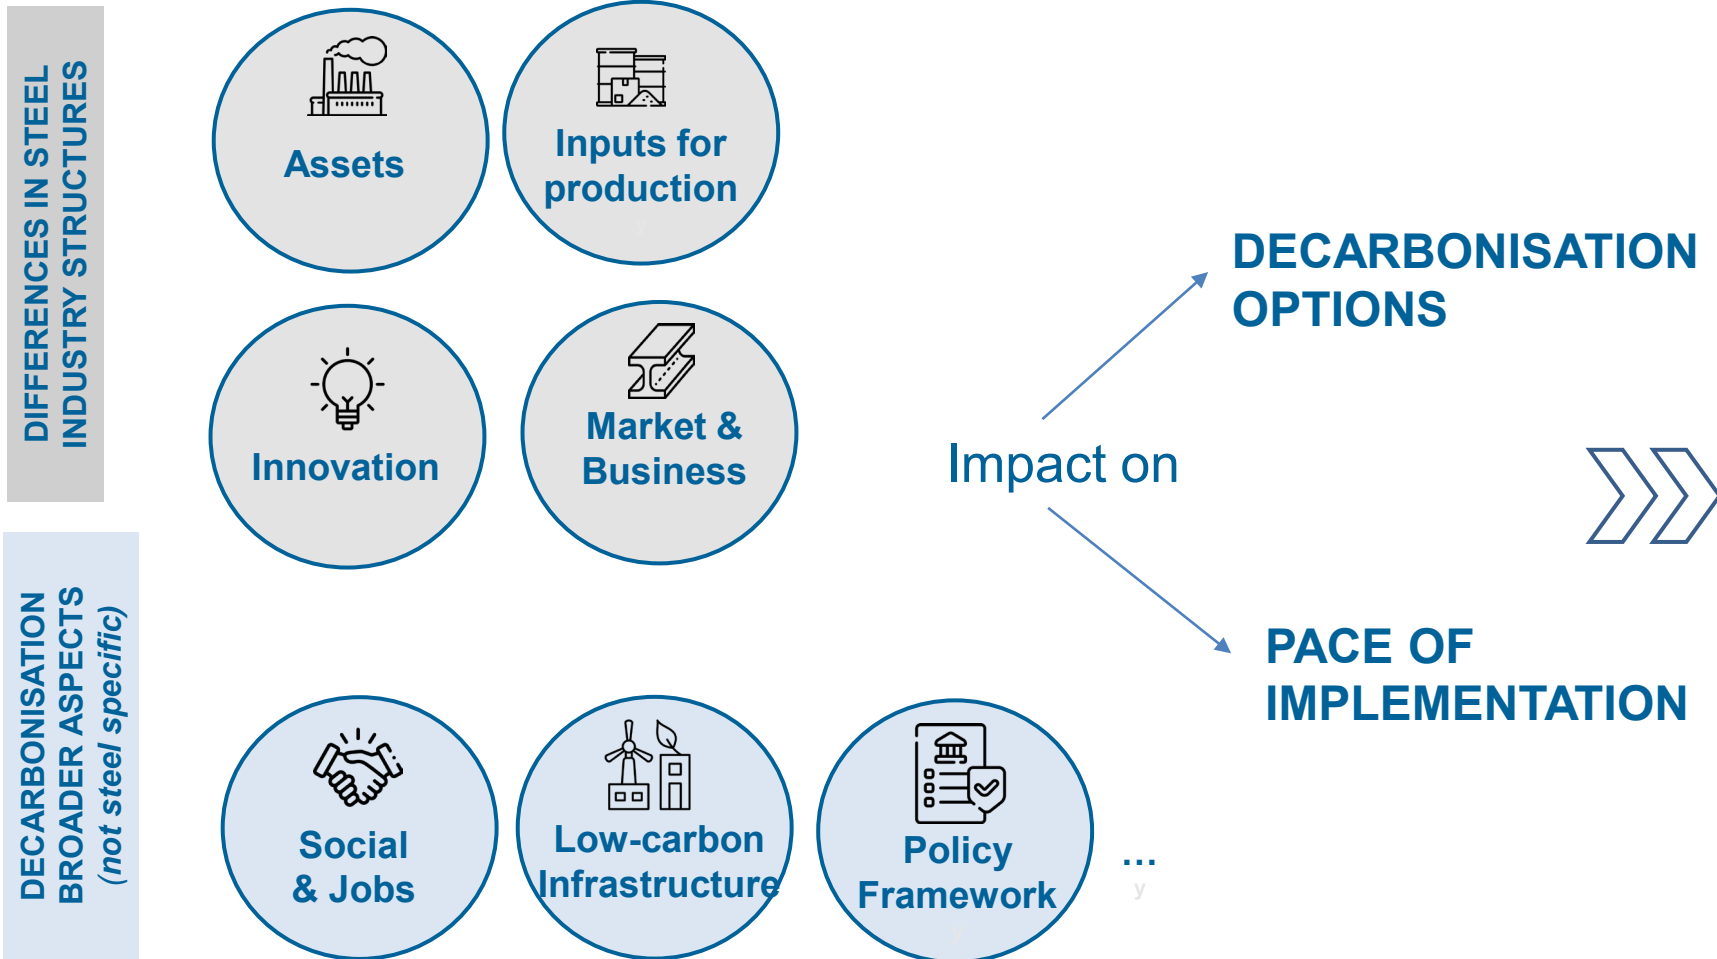 DIFFERENCES IN STEEL
INDUSTRY STRUCTURES
Assets
Inputs for
production
y
Innovation
Market &
Business
Impact on
DECARBONISATION
OPTIONS
PACE OF
IMPLEMENTATION
DECARBONISATION
BROADER ASPECTS
(not steel specific)
Social
& Jobs
Low-carbon
Infrastructure
Policy
Framework
y
...
y